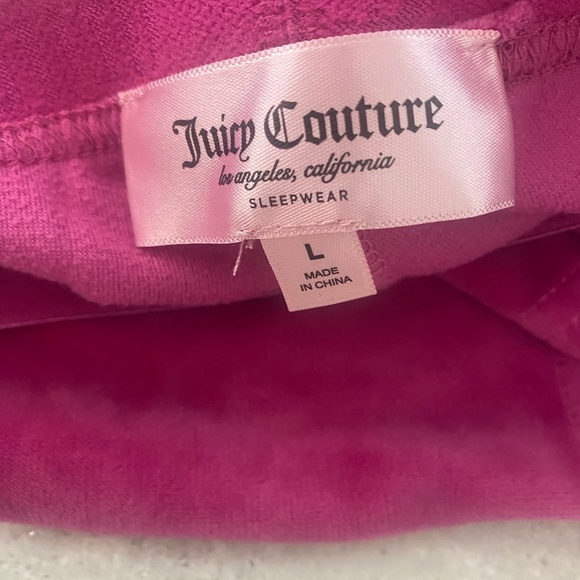 Juicy Couture
los angeles, california
SLEEPWEAR
L
MADE
IN CHINA